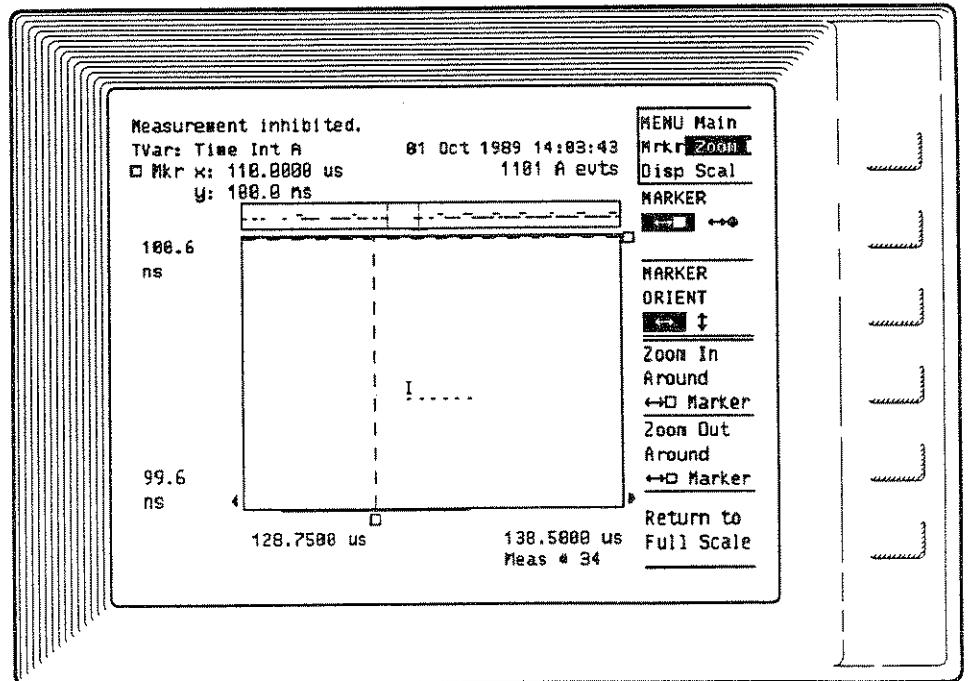 Measurement inhibited.
TVar: Time Int A 01 Oct 1989 14:03:43
Mkr x: 110.0000 us 1101 A evts
y: 100.0 ns
100.6
ns
99.6
ns
128.7500 us 138.5000 us
Meas # 34
MENU Main
Mrkr Zoom
Disp Scal
MARKER
↔□ ↔⊕
MARKER
ORIENT
↔ ↕
Zoom In
Around
↔□ Marker
Zoom Out
Around
↔□ Marker
Return to
Full Scale